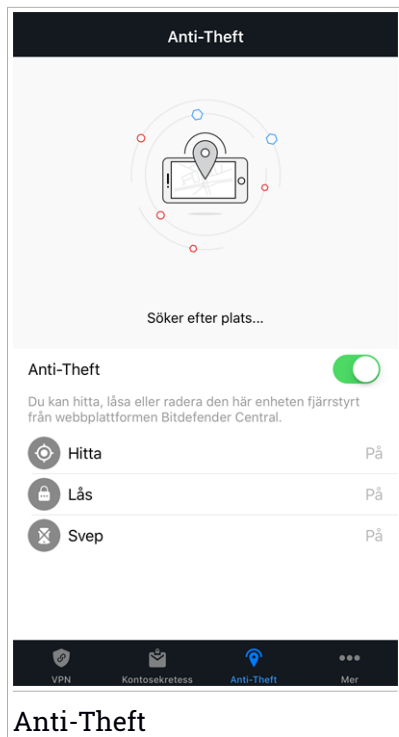 Anti-Theft
Söker efter plats...
Anti-Theft
Du kan hitta, låsa eller radera den här enheten fjärrstyrt
från webbplattformen Bitdefender Central.
Hitta På
Lås På
Svep På
VPN Kontosekretess Anti-Theft Mer
Anti-Theft